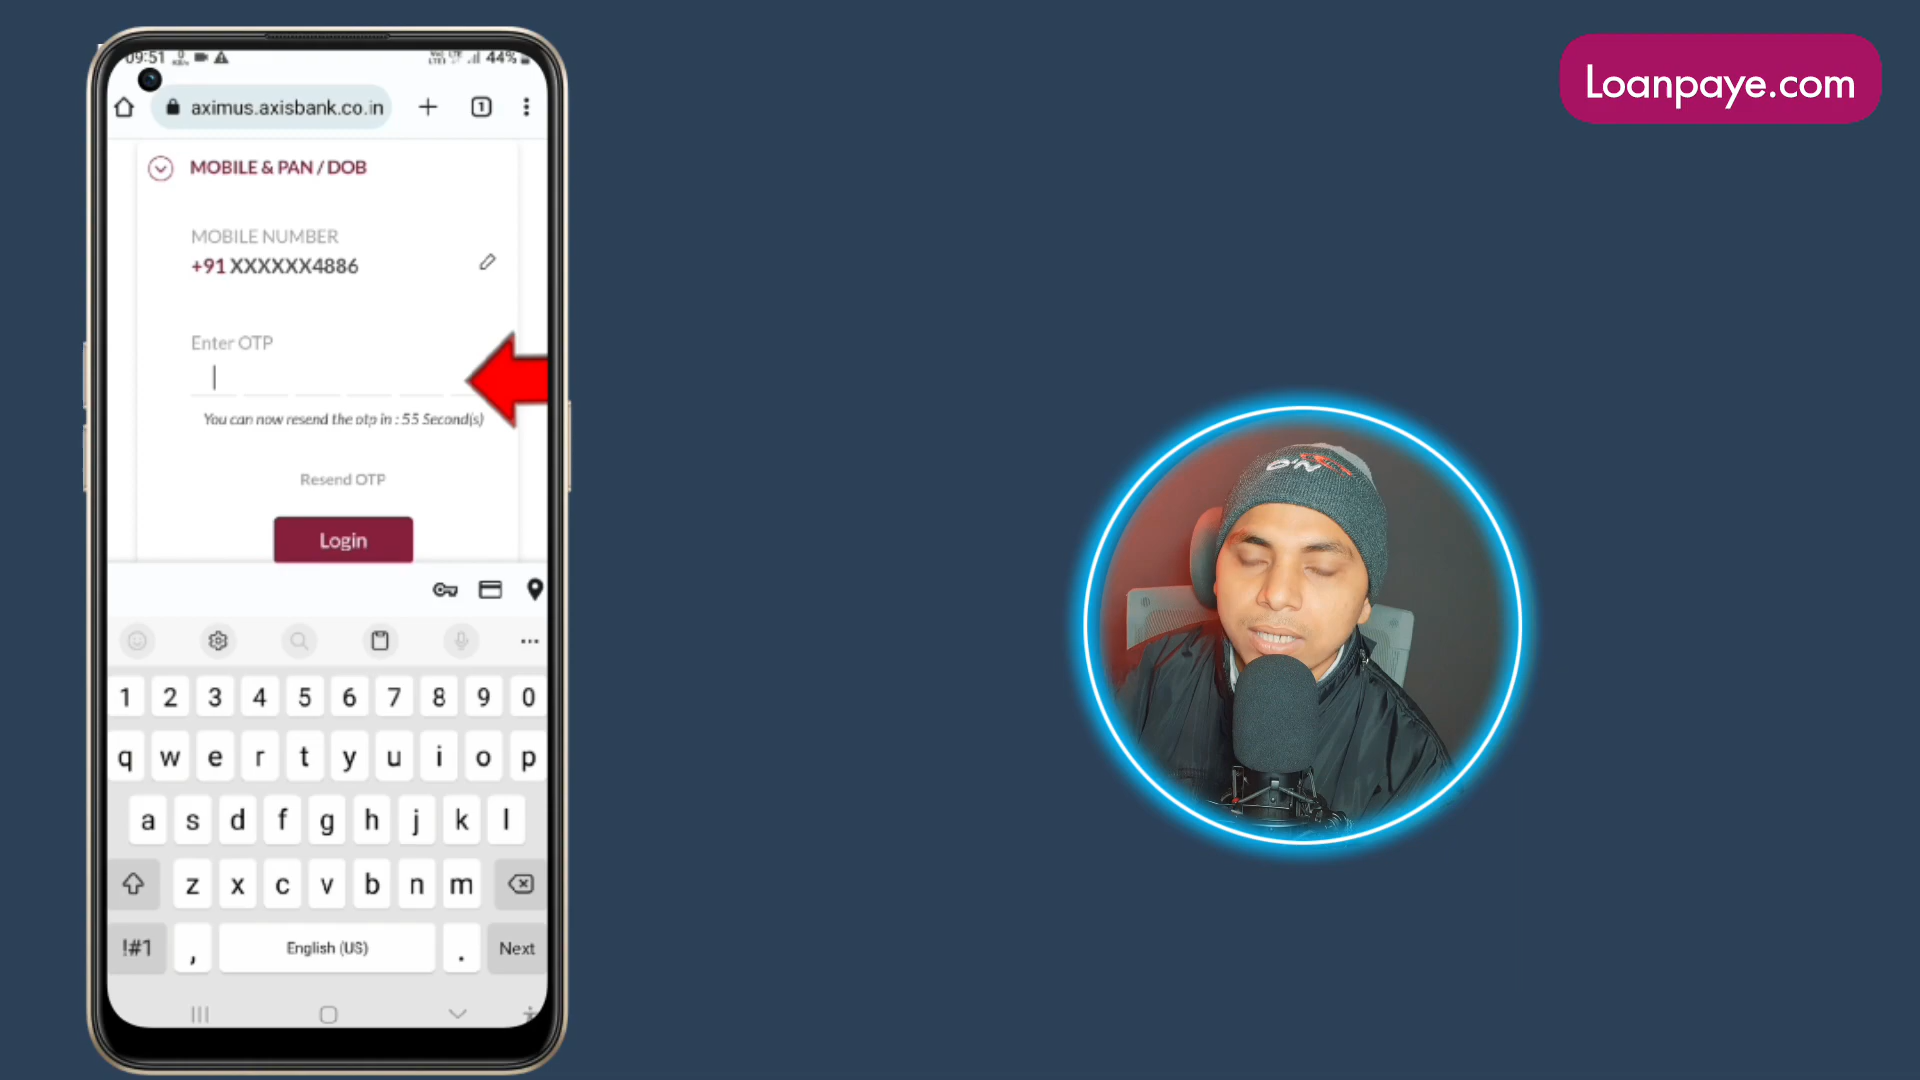 Loanpaye.com
09:51
44%
aximus.axisbank.co.in
1
MOBILE & PAN / DOB
MOBILE NUMBER
+91 XXXXXX4886
Enter OTP
You can now resend the otp in : 55 Second(s)
Resend OTP
Login
1 2 3 4 5 6 7 8 9 0
q w e r t y u i o p
a s d f g h j k l
z x c v b n m
!#1 , English (US) . Next